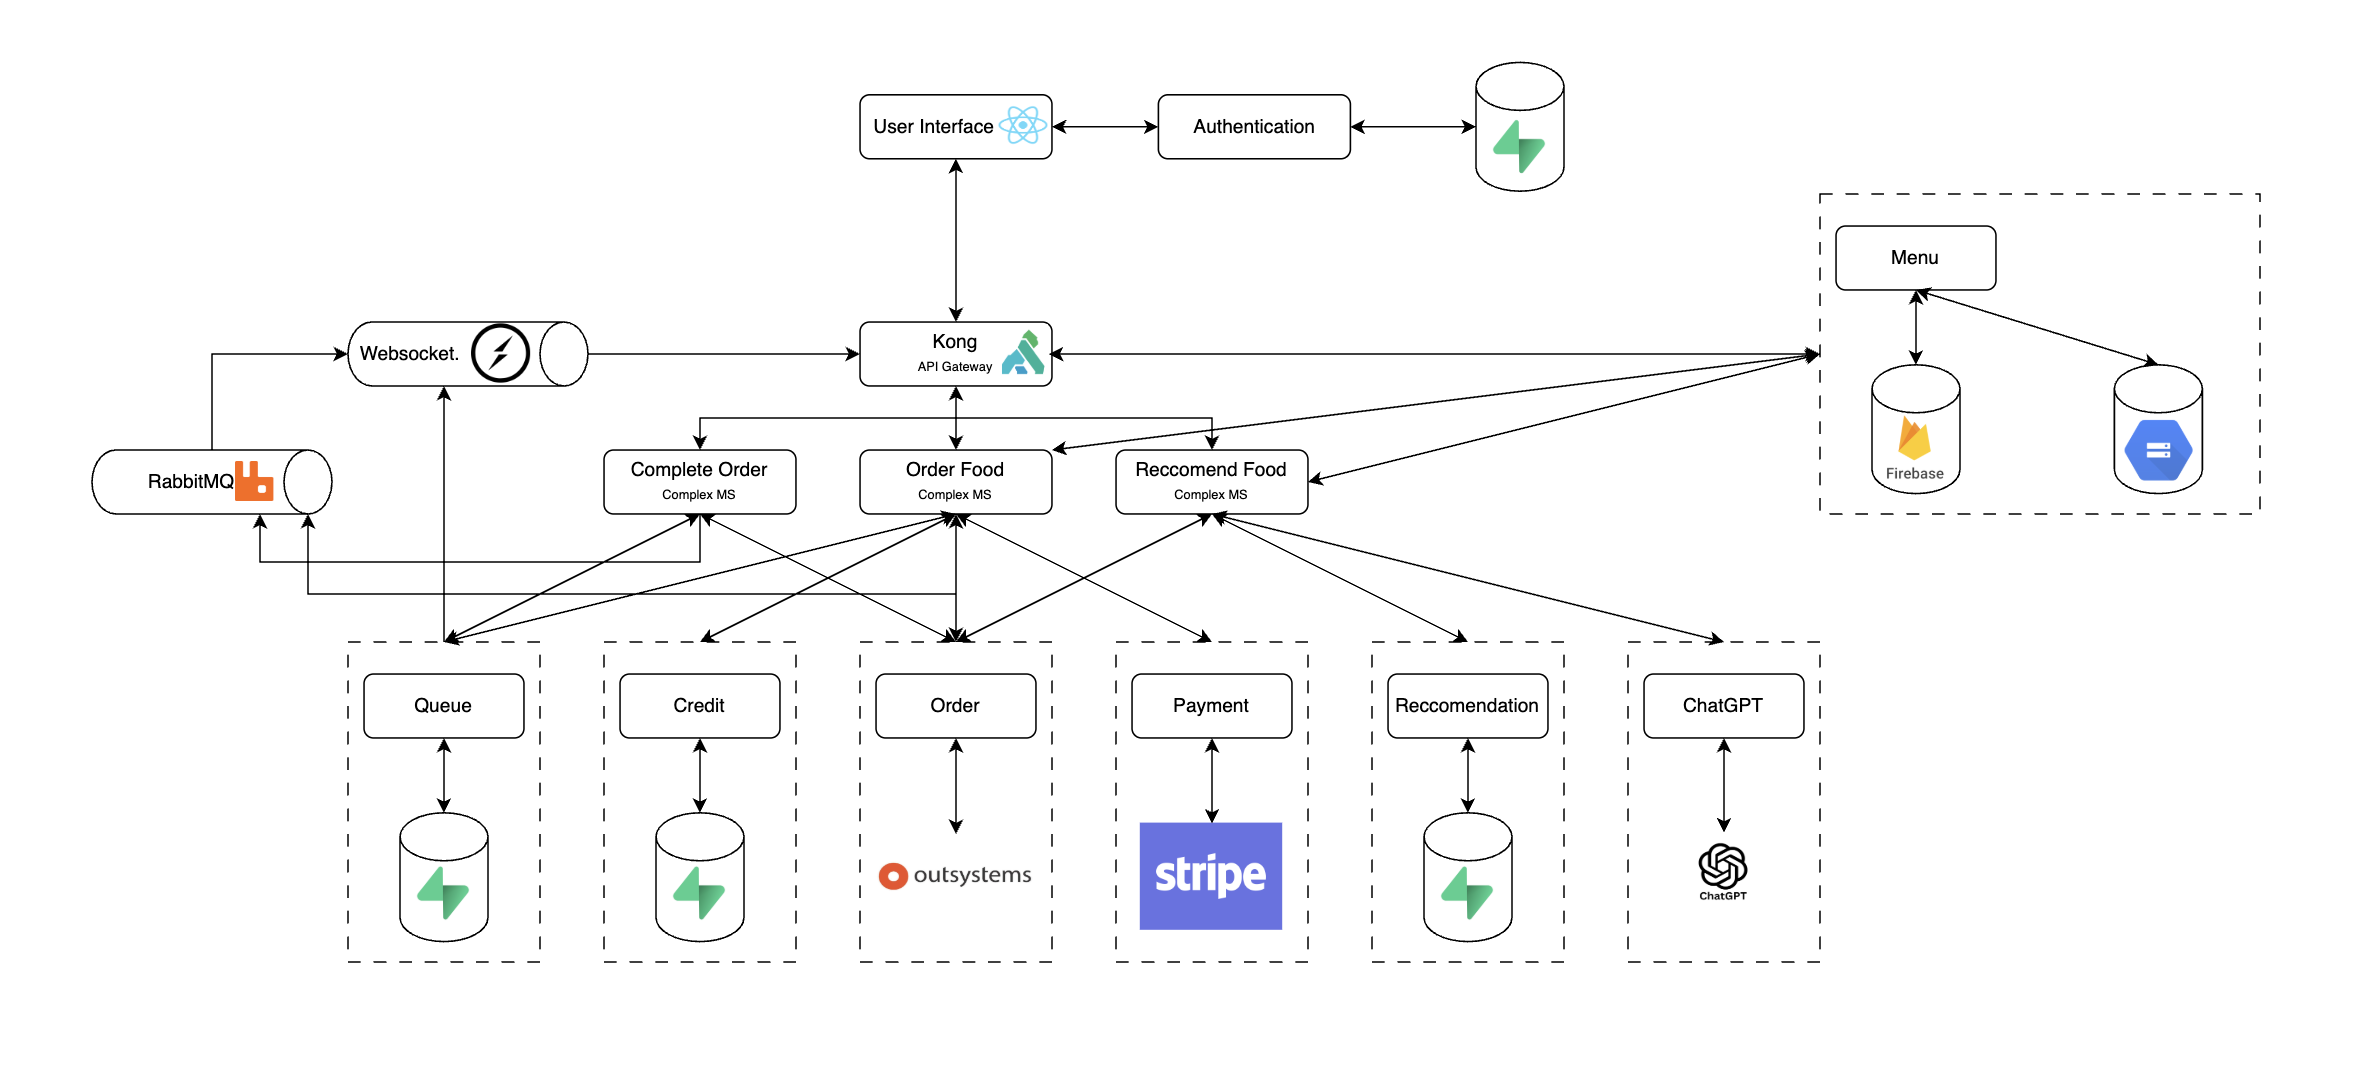 User Interface
Authentication
Menu
Websocket.
Kong
API Gateway
Firebase
RabbitMQ
Complete Order
Complex MS
Order Food
Complex MS
Reccomend Food
Complex MS
Queue
Credit
Order
Payment
Reccomendation
ChatGPT
outsystems
stripe
ChatGPT